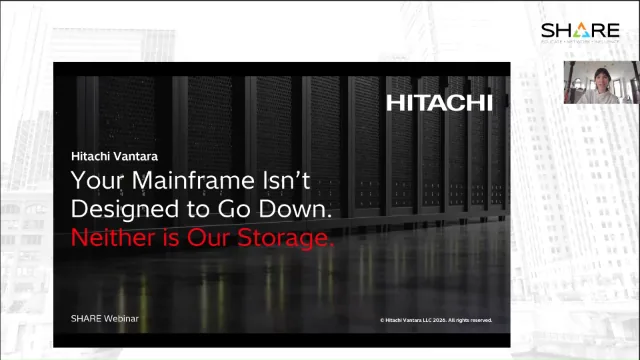 SHARE
HITACHI
Hitachi Vantara
Your Mainframe Isn't
Designed to Go Down.
Neither is Our Storage.
SHARE Webinar
© Hitachi Vantara LLC 2026. All rights reserved.